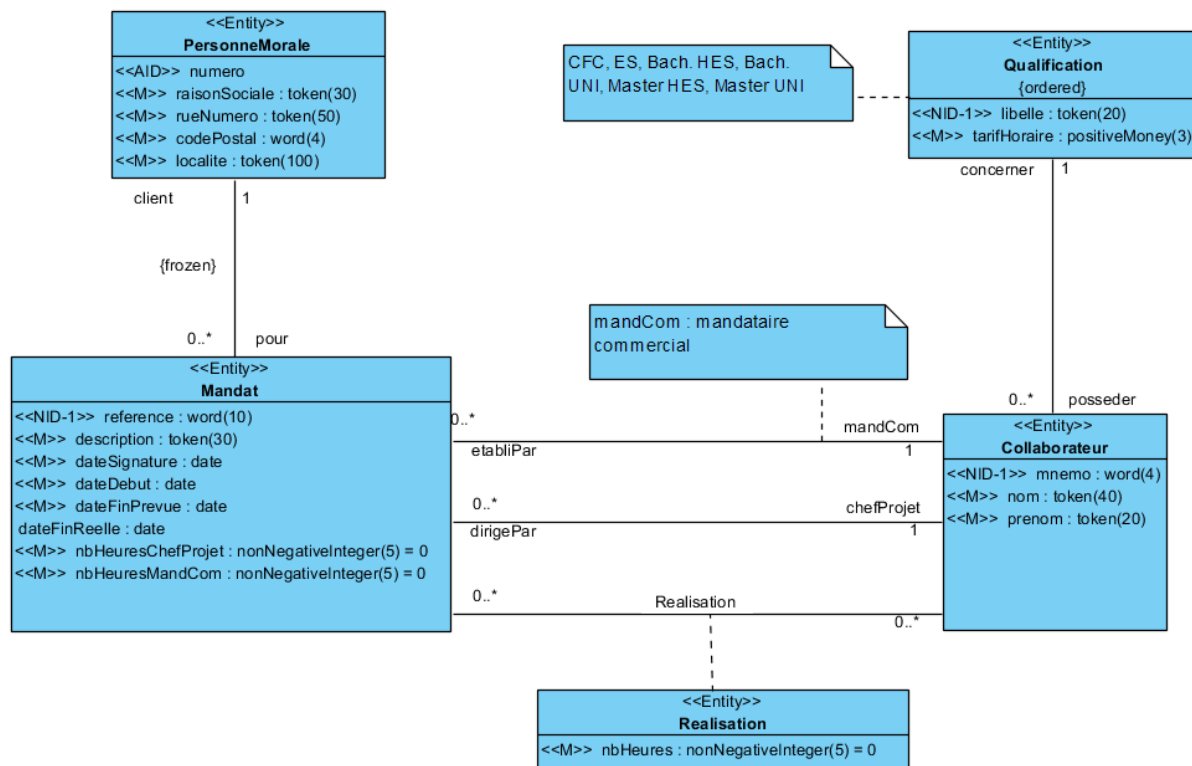 <<Entity>>
PersonneMorale
<<AID>> numero
<<M>> raisonSociale : token(30)
<<M>> rueNumero : token(50)
<<M>> codePostal : word(4)
<<M>> localite : token(100)
CFC, ES, Bach. HES, Bach.
UNI, Master HES, Master UNI
<<Entity>>
Qualification
{ordered}
<<NID-1>> libelle : token(20)
<<M>> tarifHoraire : positiveMoney(3)
client
1
concerner
1
{frozen}
0..*
pour
mandCom : mandataire
commercial
0..*
posseder
<<Entity>>
Mandat
<<NID-1>> reference : word(10)
<<M>> description : token(30)
<<M>> dateSignature : date
<<M>> dateDebut : date
<<M>> dateFinPrevue : date
dateFinReelle : date
<<M>> nbHeuresChefProjet : nonNegativeInteger(5) = 0
<<M>> nbHeuresMandCom : nonNegativeInteger(5) = 0
0..*
mandCom
etabliPar
1
0..*
chefProjet
dirigePar
1
0..*
Realisation
0..*
<<Entity>>
Collaborateur
<<NID-1>> mnemo : word(4)
<<M>> nom : token(40)
<<M>> prenom : token(20)
<<Entity>>
Realisation
<<M>> nbHeures : nonNegativeInteger(5) = 0